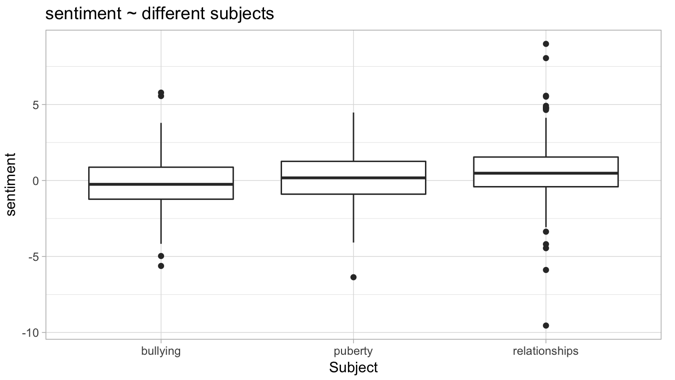 sentiment ~ different subjects
sentiment
5
0
-5
-10
bullying puberty relationships
Subject